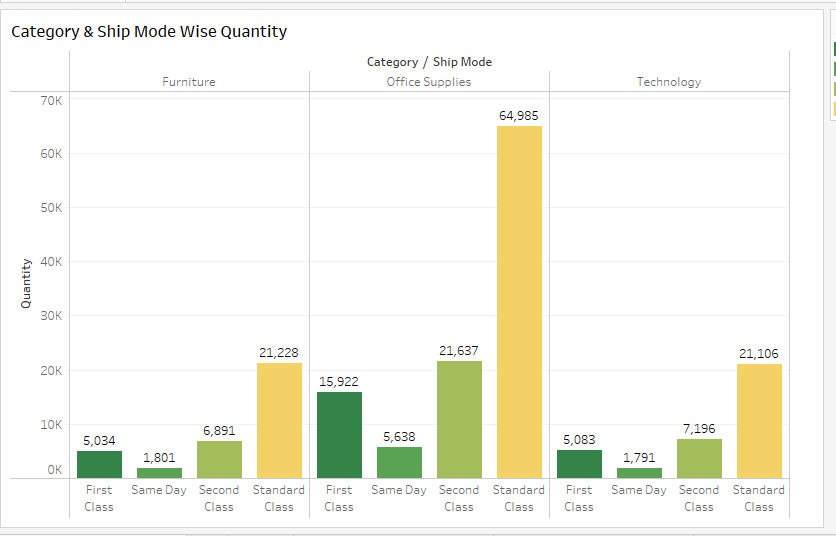 Category & Ship Mode Wise Quantity
Category / Ship Mode
Furniture Office Supplies Technology
70K
60K
50K
40K
30K
20K
10K
0K
Quantity
5,034 1,801 6,891 21,228 15,922 5,638 21,637 64,985 5,083 1,791 7,196 21,106
First Same Day Second Standard First Same Day Second Standard First Same Day Second Standard
Class Class Class Class Class Class Class Class Class